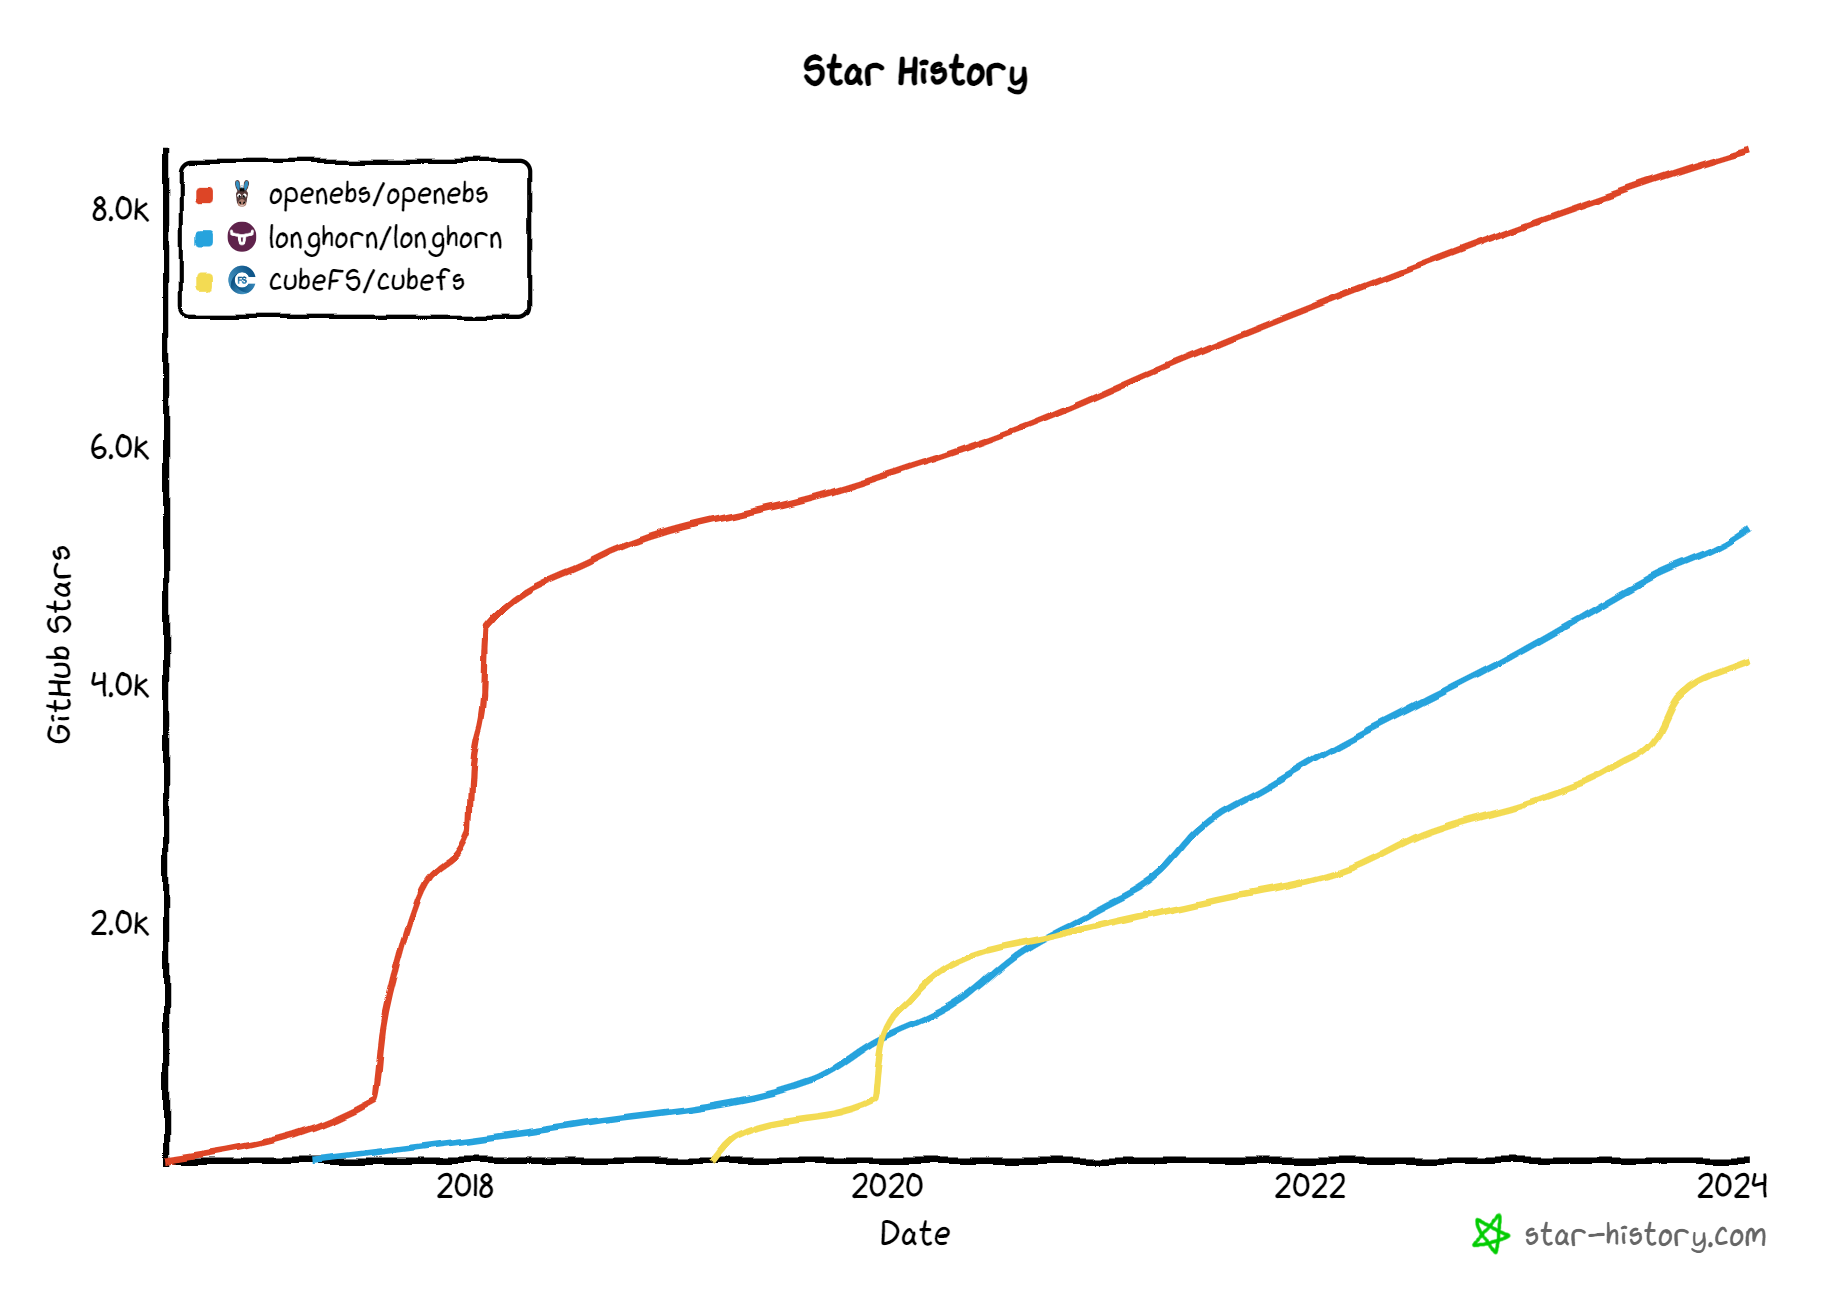 Star History
openebs/openebs
longhorn/longhorn
FS
cubeFS/cubefs
8.0k
6.0k
4.0k
2.0k
GitHub Stars
2018
2020
2022
2024
Date
star-history.com